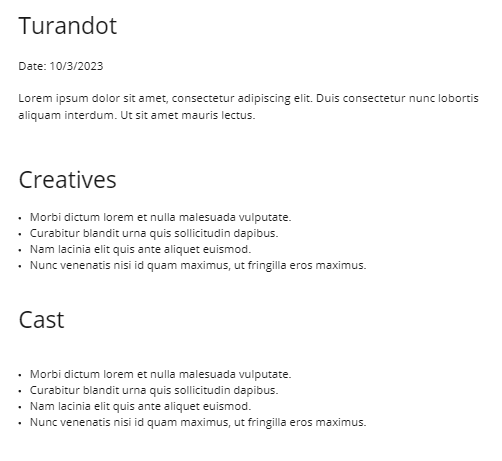 Turandot
Date: 10/3/2023
Lorem ipsum dolor sit amet, consectetur adipiscing elit. Duis consectetur nunc lobortis
aliquam interdum. Ut sit amet mauris lectus.
Creatives
• Morbi dictum lorem et nulla malesuada vulputate.
• Curabitur blandit urna quis sollicitudin dapibus.
• Nam lacinia elit quis ante aliquet euismod.
• Nunc venenatis nisi id quam maximus, ut fringilla eros maximus.
Cast
• Morbi dictum lorem et nulla malesuada vulputate.
• Curabitur blandit urna quis sollicitudin dapibus.
• Nam lacinia elit quis ante aliquet euismod.
• Nunc venenatis nisi id quam maximus, ut fringilla eros maximus.